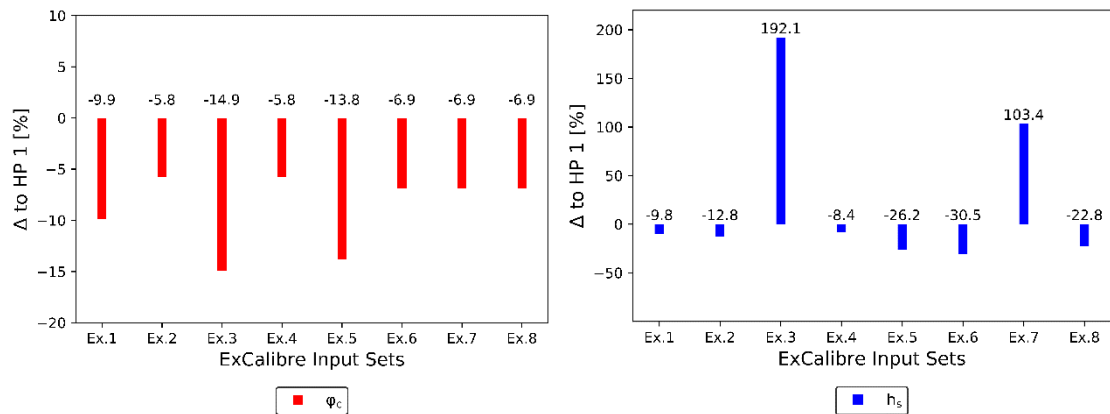 10
5
0
−5
−10
−15
−20
Δ to HP 1 [%]
-9.9 -5.8 -14.9 -5.8 -13.8 -6.9 -6.9 -6.9
Ex.1 Ex.2 Ex.3 Ex.4 Ex.5 Ex.6 Ex.7 Ex.8
ExCalibre Input Sets
φc
200
150
100
50
0
−50
Δ to HP 1 [%]
-9.8 -12.8 192.1 -8.4 -26.2 -30.5 103.4 -22.8
Ex.1 Ex.2 Ex.3 Ex.4 Ex.5 Ex.6 Ex.7 Ex.8
ExCalibre Input Sets
hs